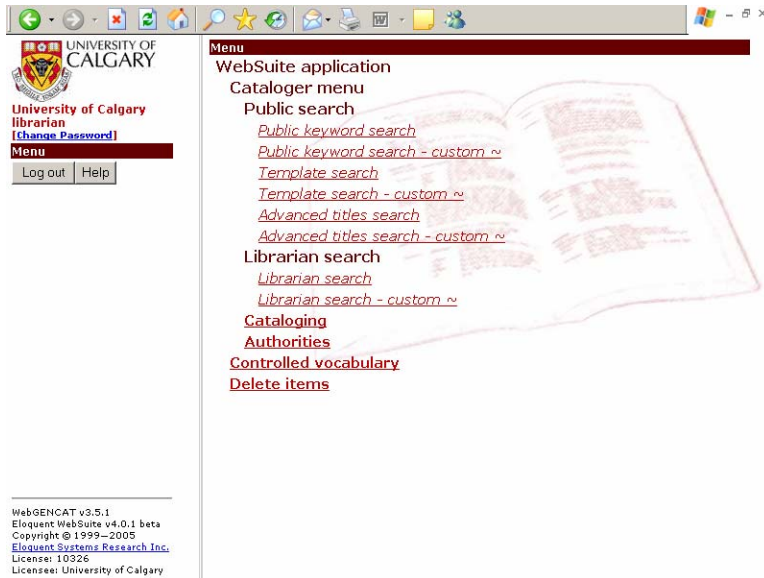 UNIVERSITY OF
CALGARY
University of Calgary
librarian
[Change Password]
Menu
Log out Help
WebGENCAT v3.5.1
Eloquent WebSuite v4.0.1 beta
Copyright © 1999—2005
Eloquent Systems Research Inc.
License: 10326
Licensee: University of Calgary
Menu
WebSuite application
Cataloger menu
Public search
Public keyword search
Public keyword search - custom ~
Template search
Template search - custom ~
Advanced titles search
Advanced titles search - custom ~
Librarian search
Librarian search
Librarian search - custom ~
Cataloging
Authorities
Controlled vocabulary
Delete items